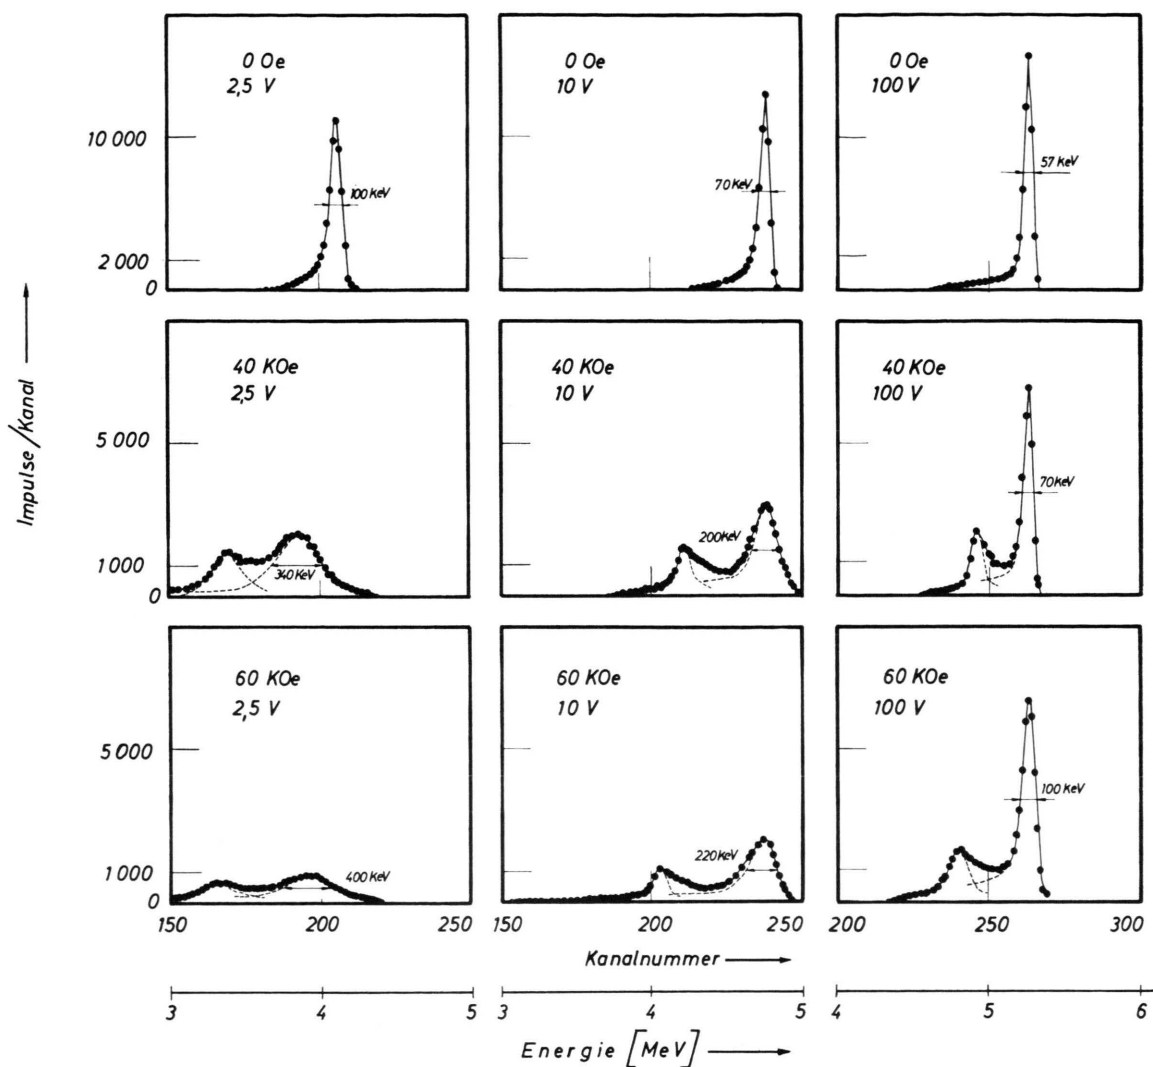 0 Oe
2,5 V
0 Oe
10 V
0 Oe
100 V
10 000
2 000
0
100 KeV
70 KeV
57 KeV
40 KOe
2,5 V
40 KOe
10 V
40 KOe
100 V
5 000
1 000
0
340 KeV
200 KeV
70 KeV
60 KOe
2,5 V
60 KOe
10 V
60 KOe
100 V
5 000
1 000
0
400 KeV
220 KeV
100 KeV
150 200 250
150 200 250
200 250 300
Impulse/Kanal
Kanalnummer
3 4 5
3 4 5
4 5 6
Energie [MeV]